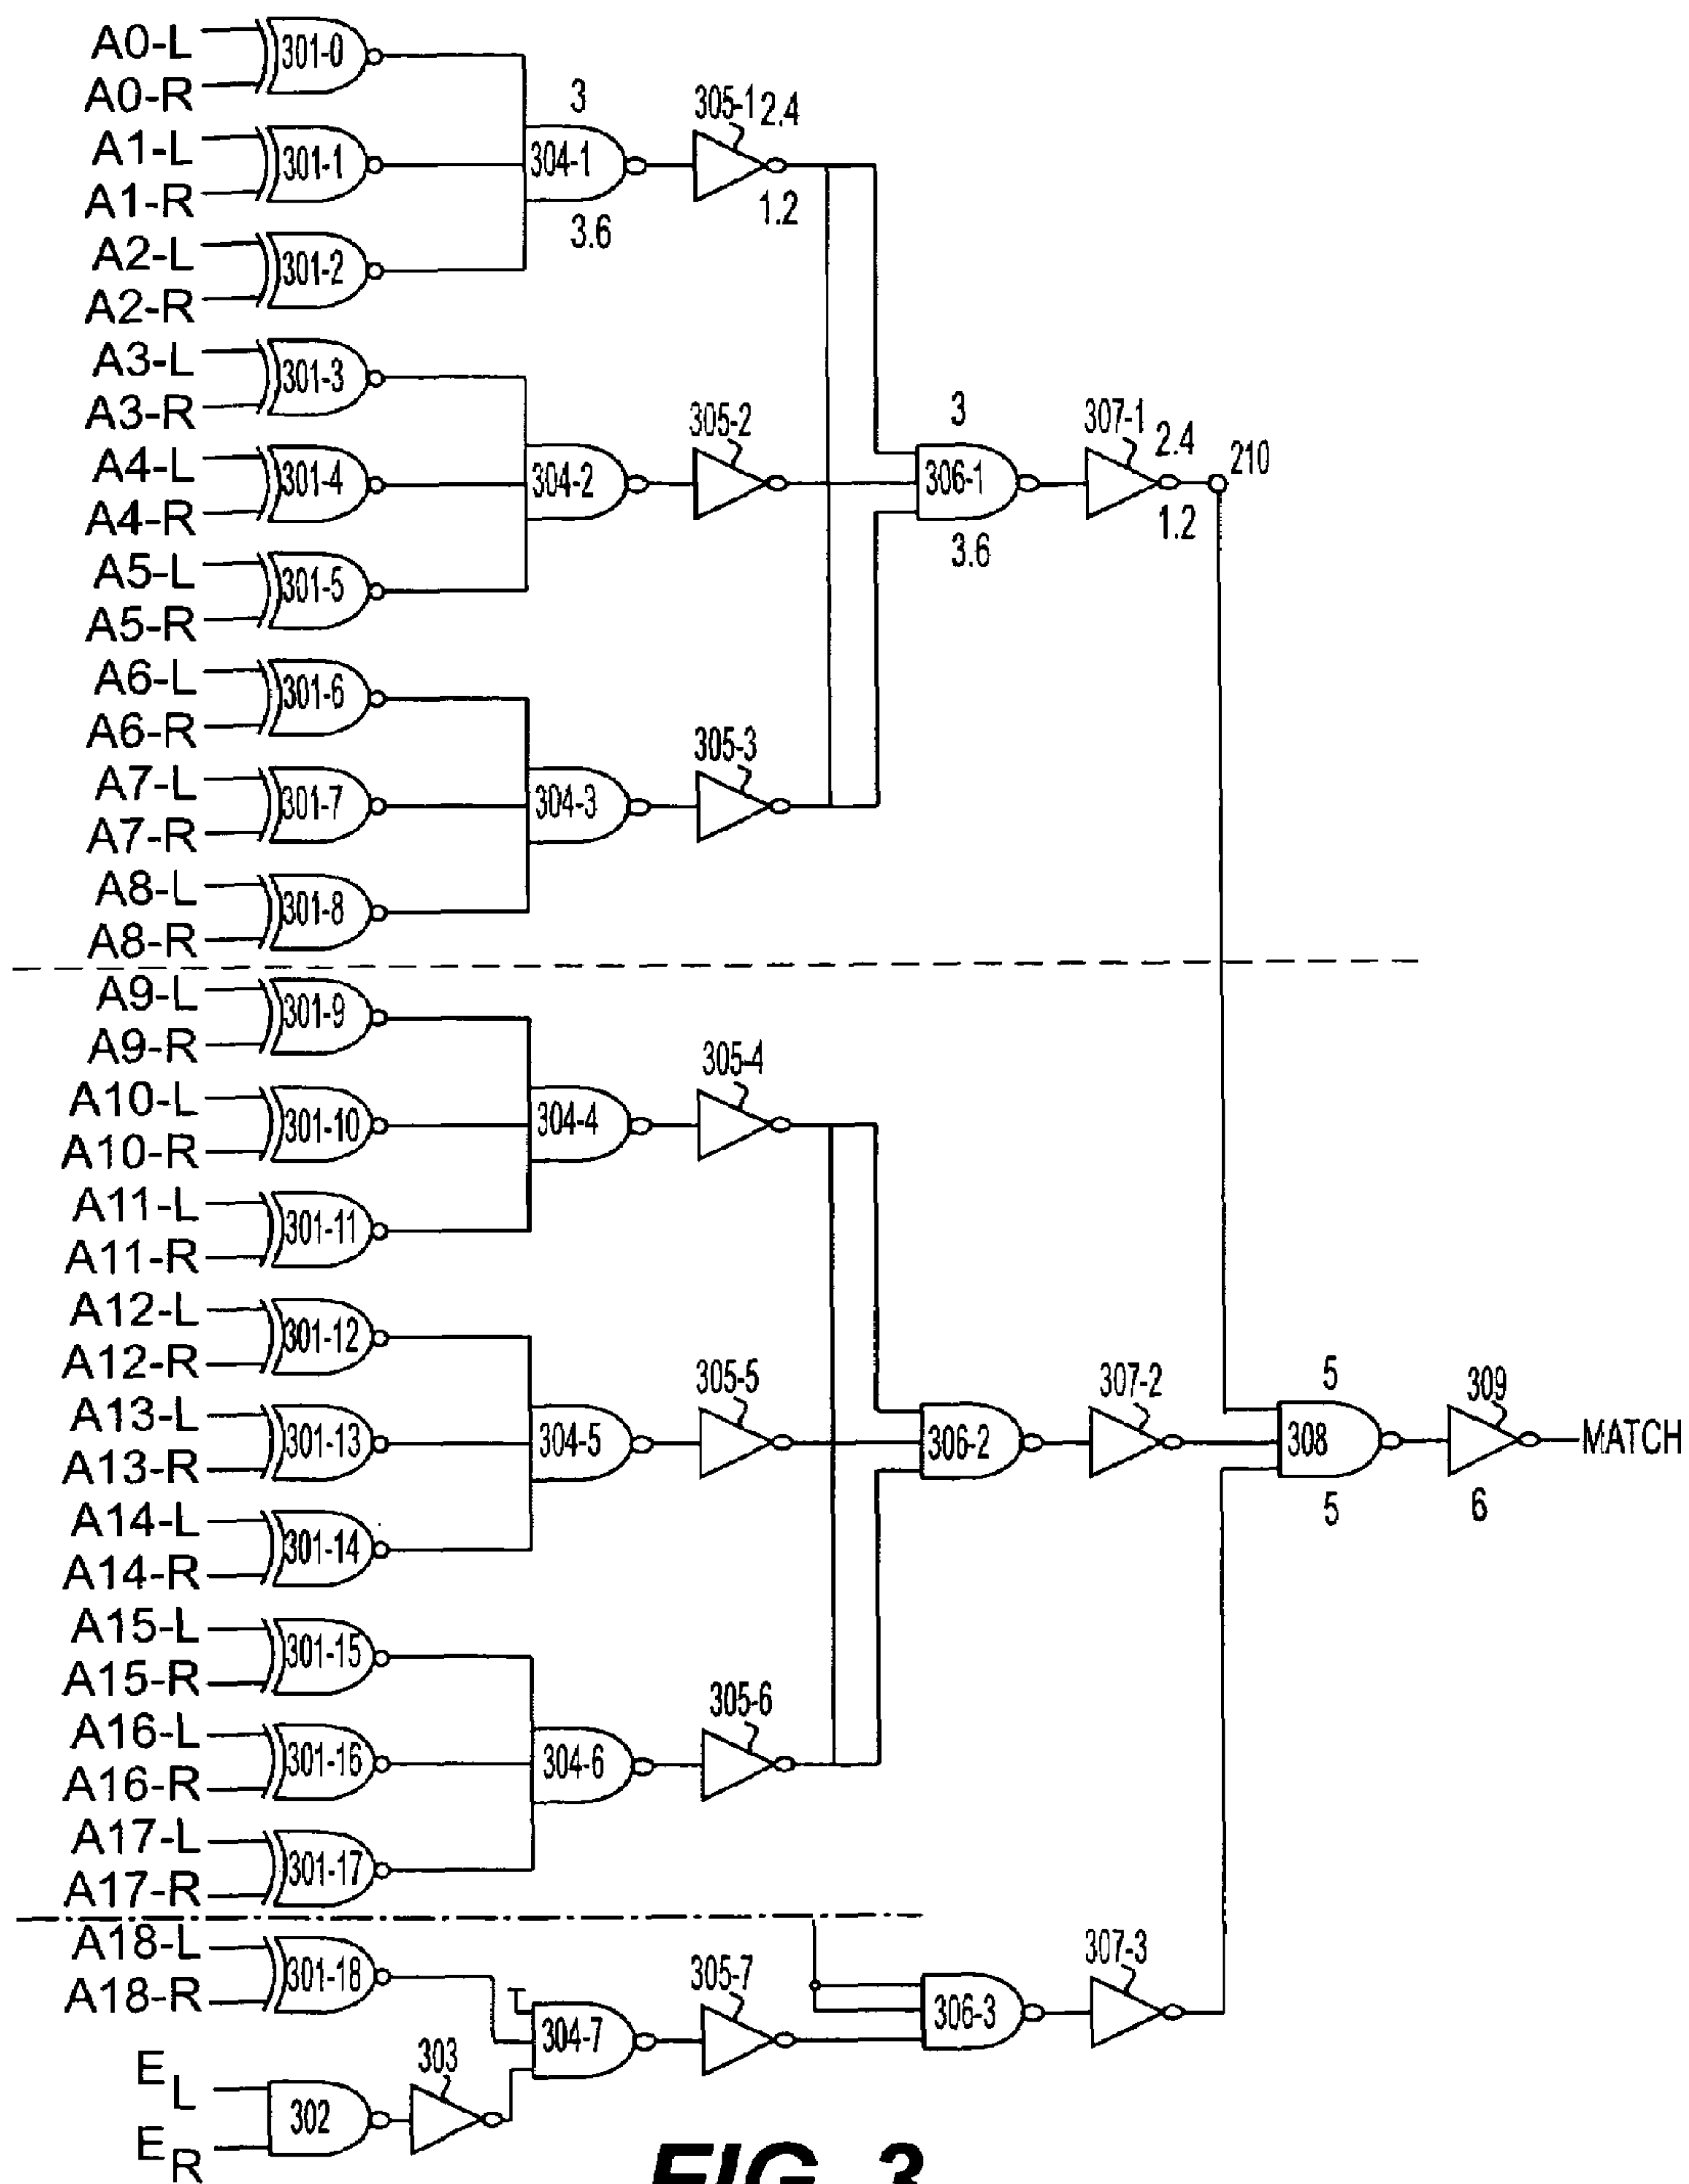 A0-L
301-0
A0-R
3
305-1 2.4
A1-L
301-1
304-1
A1-R
1.2
3.6
A2-L
301-2
A2-R
A3-L
301-3
A3-R
305-2
3
307-1
2.4
A4-L
301-4
304-2
306-1
210
A4-R
1.2
3.6
A5-L
301-5
A5-R
A6-L
301-6
A6-R
305-3
A7-L
301-7
304-3
A7-R
A8-L
301-8
A8-R
A9-L
301-9
A9-R
305-4
A10-L
301-10
304-4
A10-R
A11-L
301-11
A11-R
A12-L
301-12
A12-R
305-5
307-2
5
309
A13-L
301-13
304-5
306-2
308
MATCH
A13-R
5
6
A14-L
301-14
A14-R
A15-L
301-15
A15-R
305-6
A16-L
301-16
304-6
A16-R
A17-L
301-17
A17-R
A18-L
301-18
A18-R
305-7
307-3
306-3
304-7
303
EL
302
ER
FIG. 3